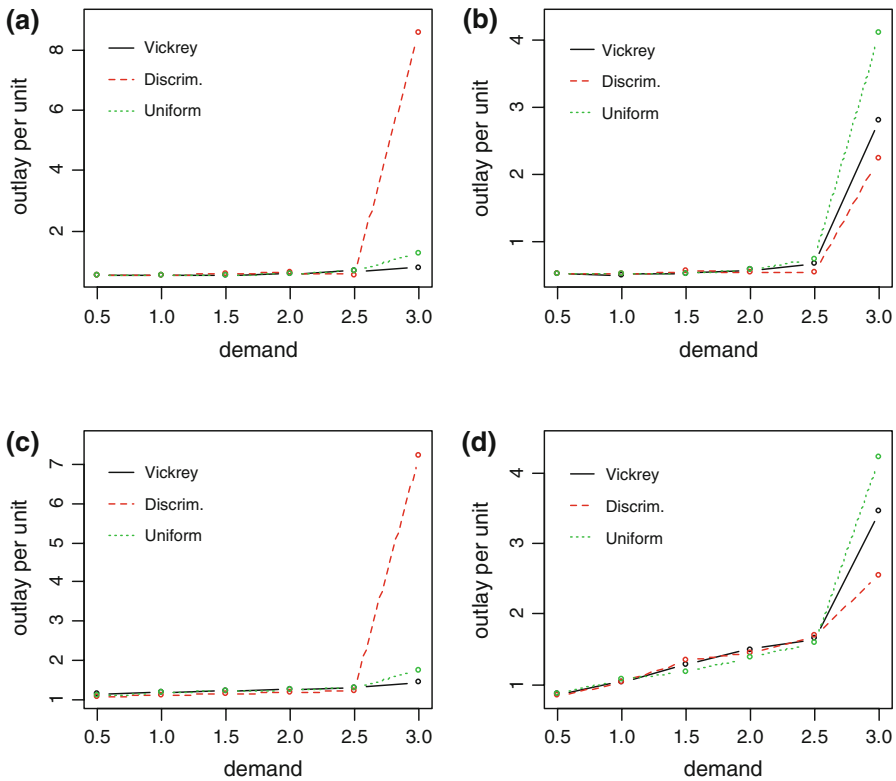 (a)
outlay per unit
8
6
4
2
Vickrey
Discrim.
Uniform
0.5 1.0 1.5 2.0 2.5 3.0
demand
(b)
outlay per unit
4
3
2
1
Vickrey
Discrim.
Uniform
0.5 1.0 1.5 2.0 2.5 3.0
demand
(c)
outlay per unit
7
6
5
4
3
2
1
Vickrey
Discrim.
Uniform
0.5 1.0 1.5 2.0 2.5 3.0
demand
(d)
outlay per unit
4
3
2
1
Vickrey
Discrim.
Uniform
0.5 1.0 1.5 2.0 2.5 3.0
demand